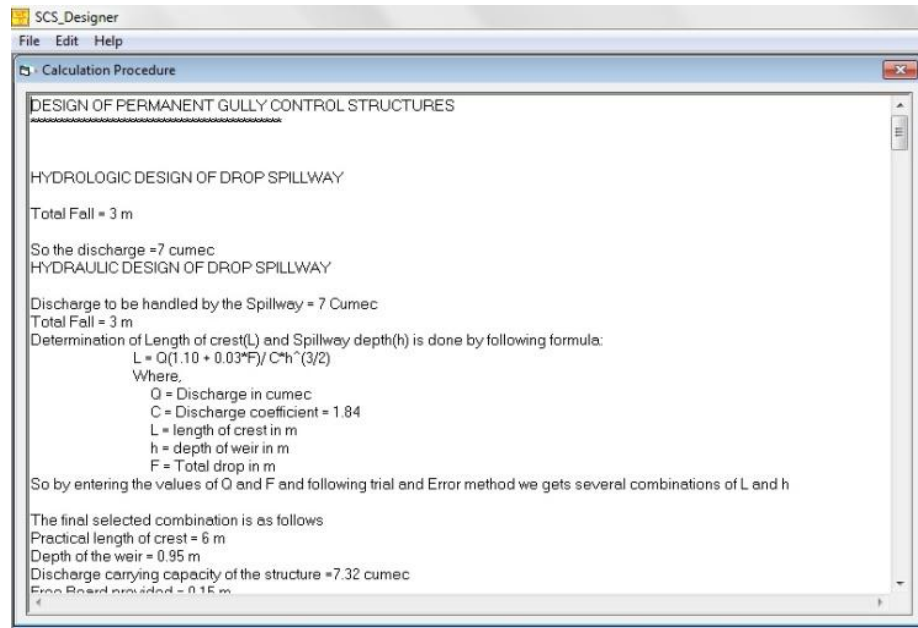 SCS_Designer
File Edit Help
Calculation Procedure
DESIGN OF PERMANENT GULLY CONTROL STRUCTURES
******************************************
HYDROLOGIC DESIGN OF DROP SPILLWAY
Total Fall = 3 m
So the discharge =7 cumec
HYDRAULIC DESIGN OF DROP SPILLWAY
Discharge to be handled by the Spillway = 7 Cumec
Total Fall = 3 m
Determination of Length of crest(L) and Spillway depth(h) is done by following formula:
L = Q(1.10 + 0.03*F)/ C*h^(3/2)
Where,
Q = Discharge in cumec
C = Discharge coefficient = 1.84
L = length of crest in m
h = depth of weir in m
F = Total drop in m
So by entering the values of Q and F and following trial and Error method we gets several combinations of L and h
The final selected combination is as follows
Practical length of crest = 6 m
Depth of the weir = 0.95 m
Discharge carrying capacity of the structure =7.32 cumec
Free Board provided = 0.15 m